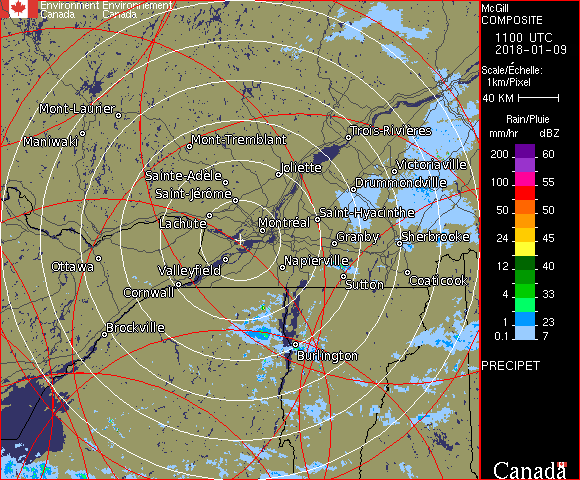 Environment Environnement
Canada Canada
McGill
COMPOSITE
1100 UTC
2018-01-09
Scale/Échelle:
1km/Pixel
40 KM
Rain/Pluie
mm/hr dBZ
200 60
100 55
50 50
24 45
12 40
4 33
1 23
0.1 7
PRECIPET
Canada
Mont-Laurier
Maniwaki
Mont-Tremblant
Trois-Rivières
Joliette
Victoriaville
Sainte-Adèle
Drummondville
Saint-Jérôme
Saint-Hyacinthe
Lachute
Montréal
Granby
Sherbrooke
Ottawa
Valleyfield
Napierville
Sutton
Coaticook
Cornwall
Brockville
Burlington